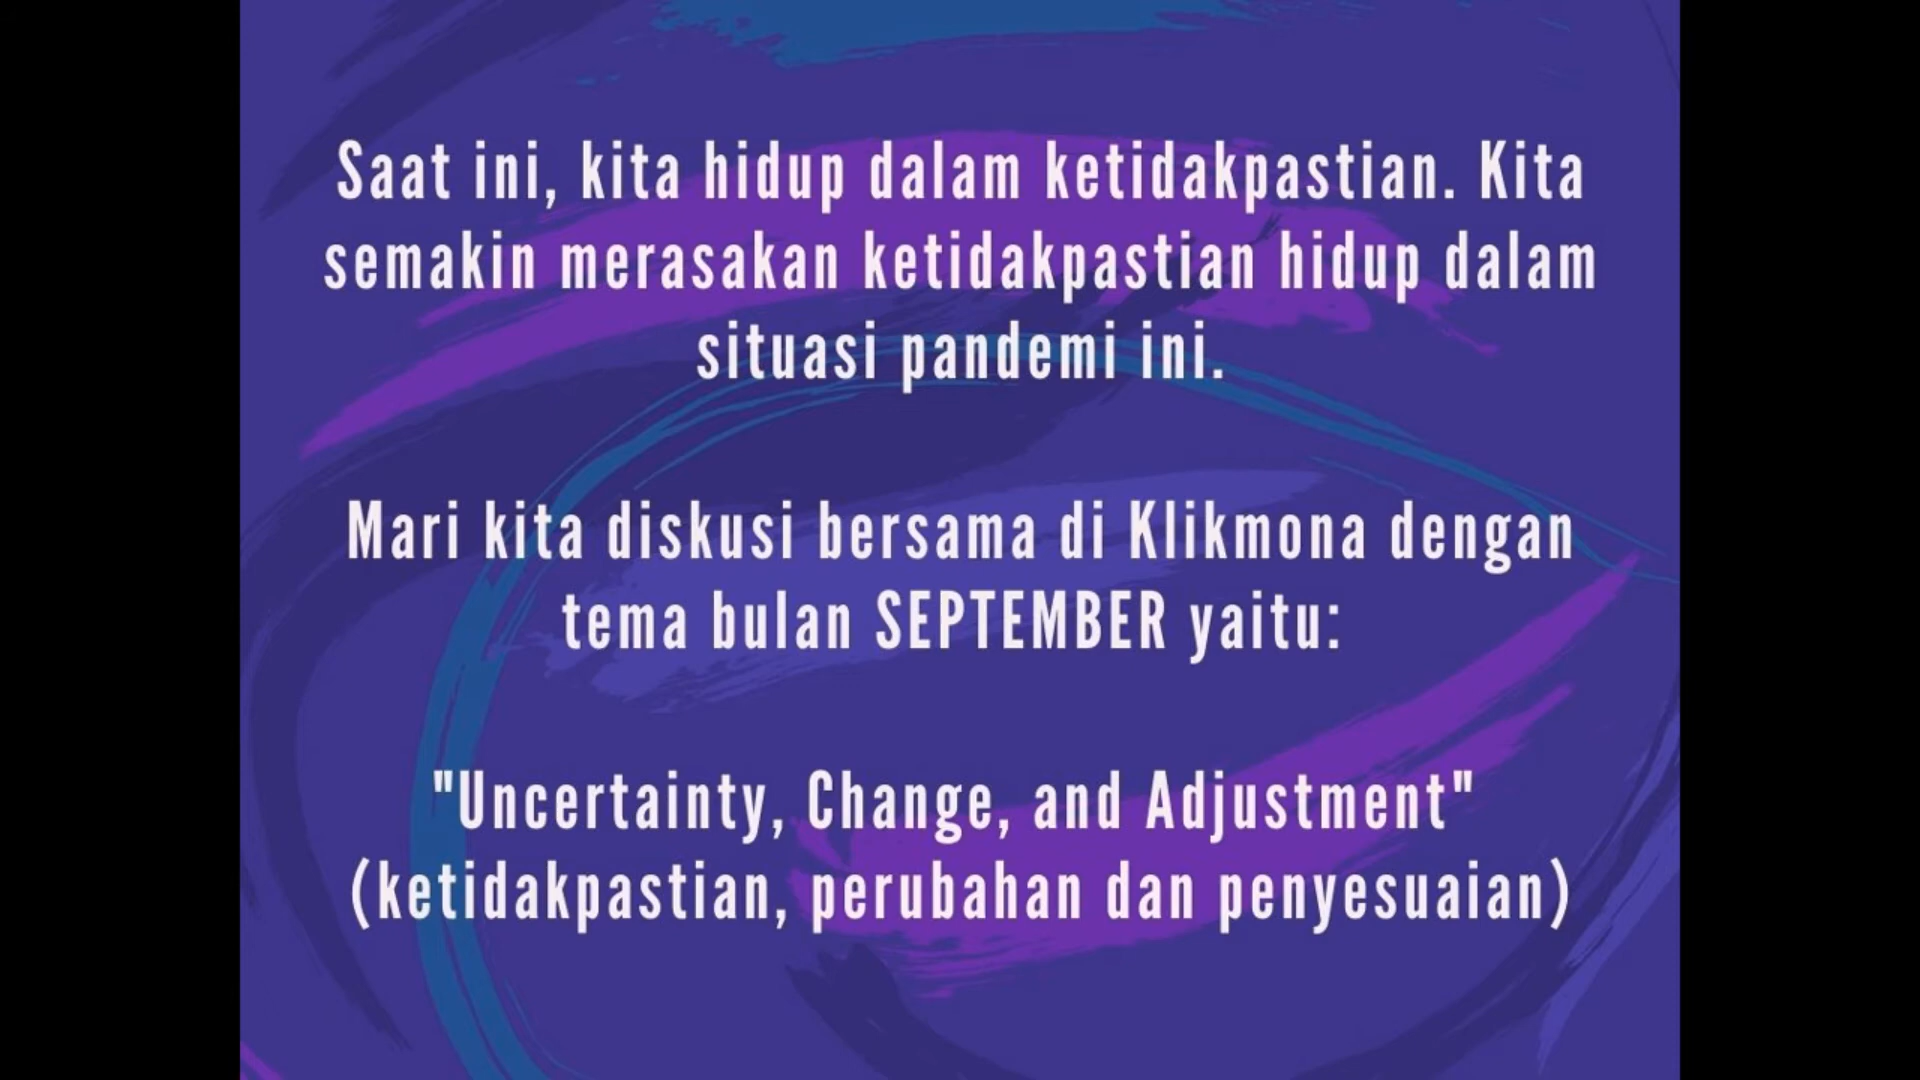 Saat ini, kita hidup dalam ketidakpastian. Kita
semakin merasakan ketidakpastian hidup dalam
situasi pandemi ini.
Mari kita diskusi bersama di Klikmona dengan
tema bulan SEPTEMBER yaitu:
"Uncertainty, Change, and Adjustment"
(ketidakpastian, perubahan dan penyesuaian)